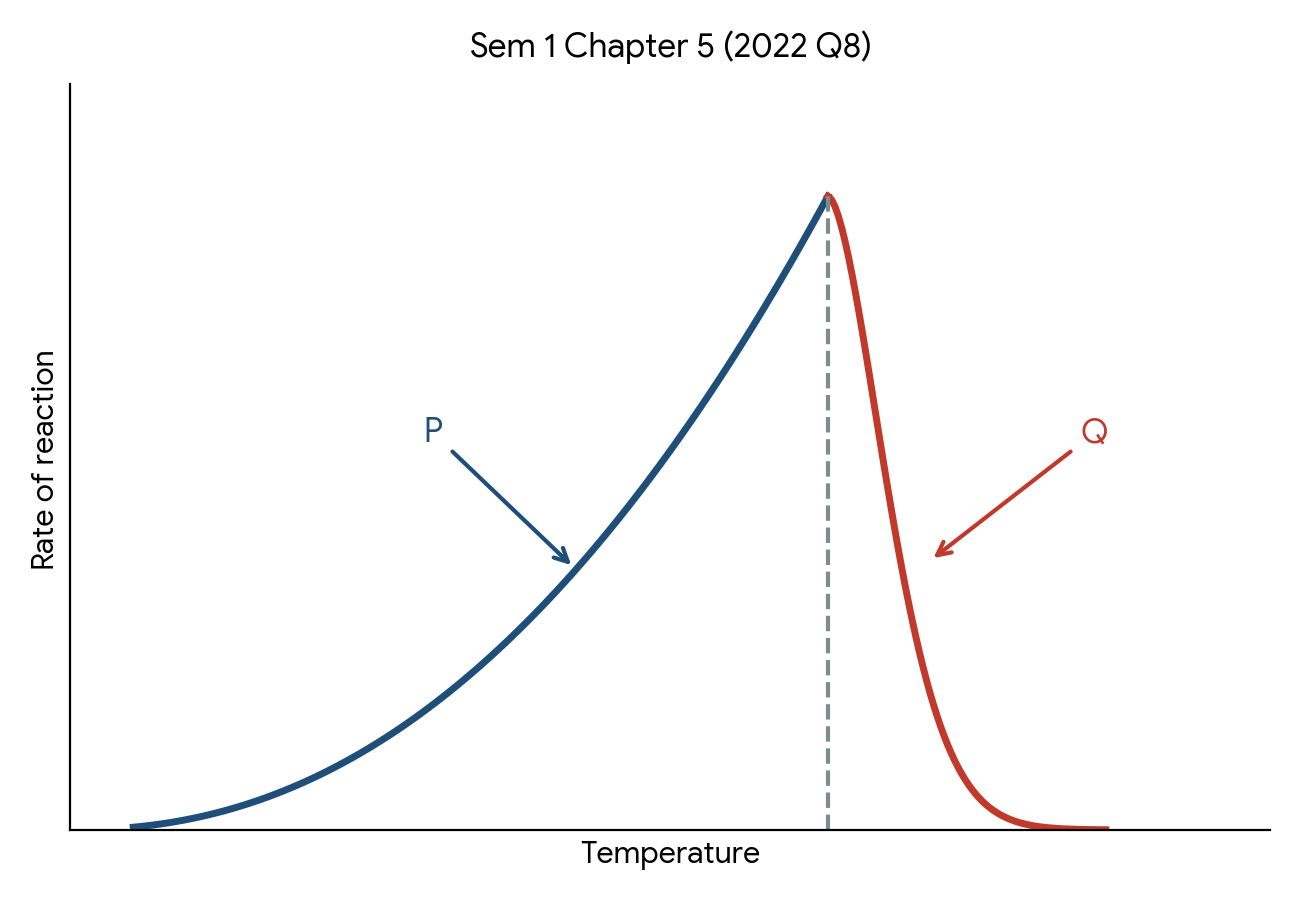 Sem 1 Chapter 5 (2022 Q8)
Rate of reaction
P
Q
Temperature